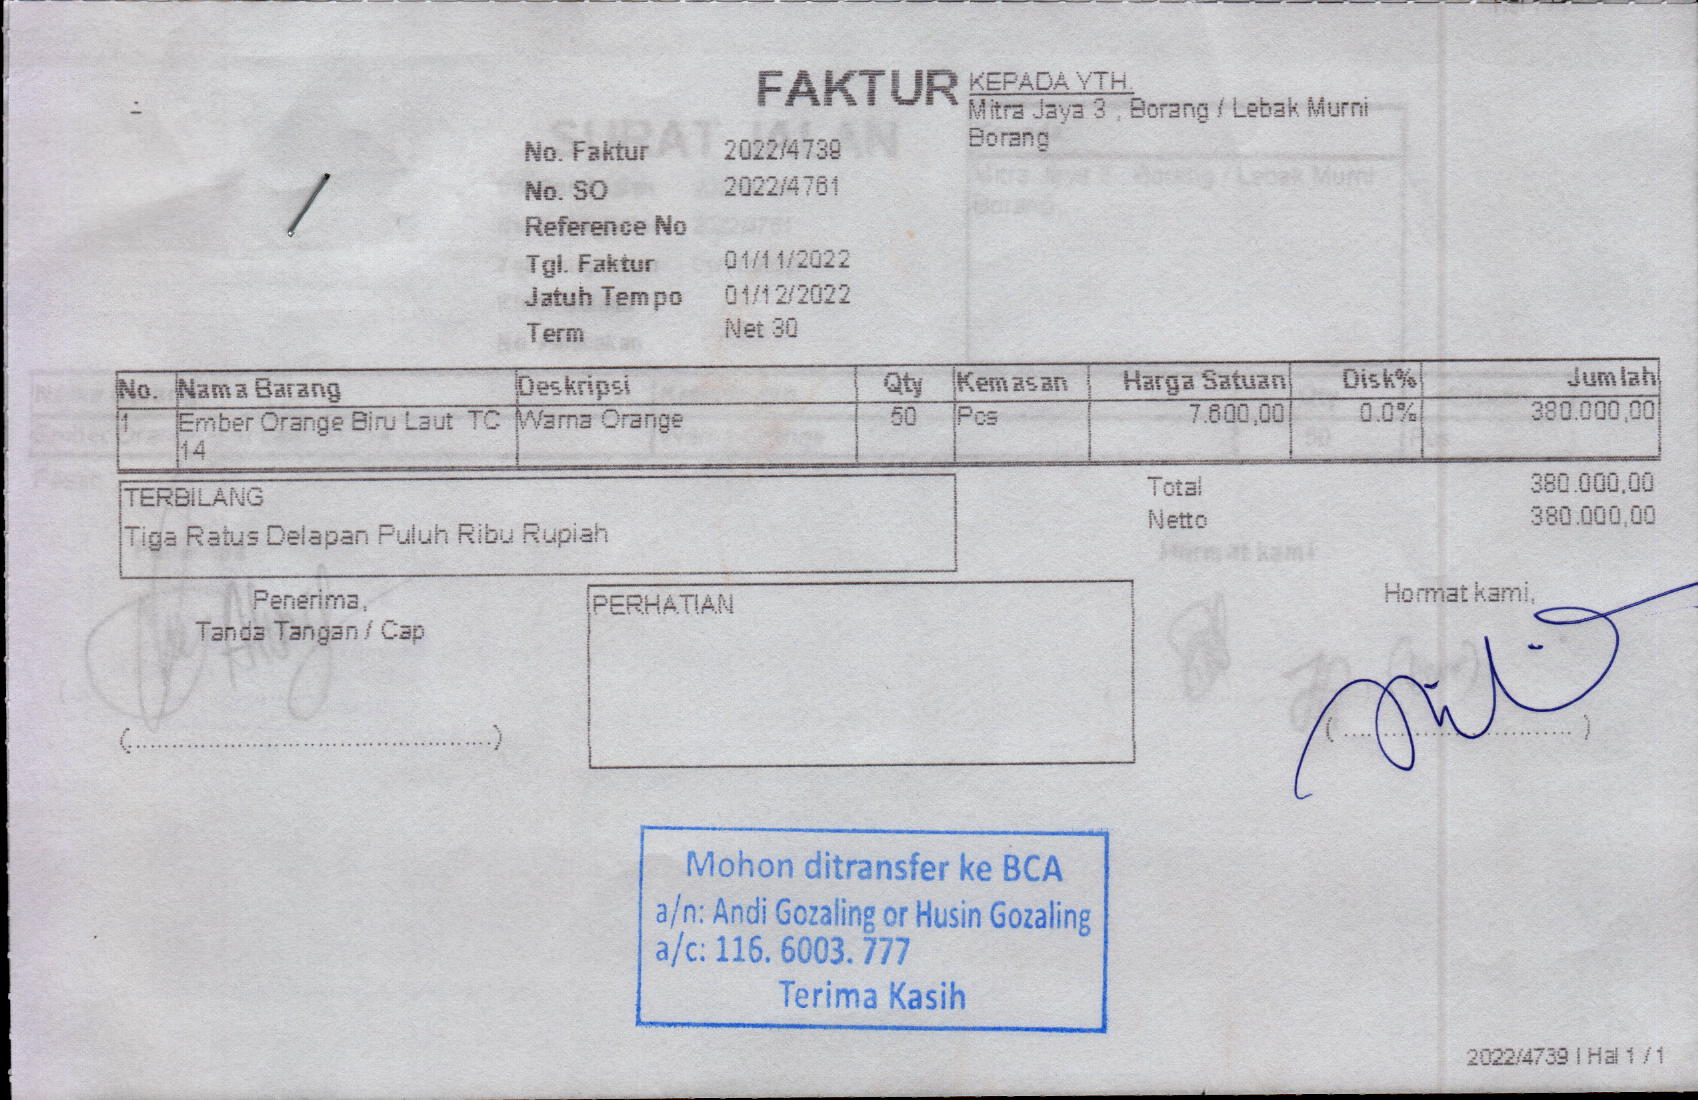 FAKTUR
KEPADA YTH.
Mitra Jaya 3 , Borang / Lebak Murni
Borang
No. Faktur 2022/4739
No. SO 2022/4761
Reference No
Tgl. Faktur 01/11/2022
Jatuh Tempo 01/12/2022
Term Net 30
No. Nama Barang Deskripsi Qty Kemasan Harga Satuan Disk% Jumlah
1 Ember Orange Biru Laut TC Warna Orange 50 Pcs 7.600,00 0.0% 380.000,00
14
TERBILANG
Tiga Ratus Delapan Puluh Ribu Rupiah
Total 380.000,00
Netto 380.000,00
Penerima,
Tanda Tangan / Cap
(................................................)
PERHATIAN
Hormat kami,
(..............................)
Mohon ditransfer ke BCA
a/n: Andi Gozaling or Husin Gozaling
a/c: 116. 6003. 777
Terima Kasih
2022/4739 | Hal 1 / 1